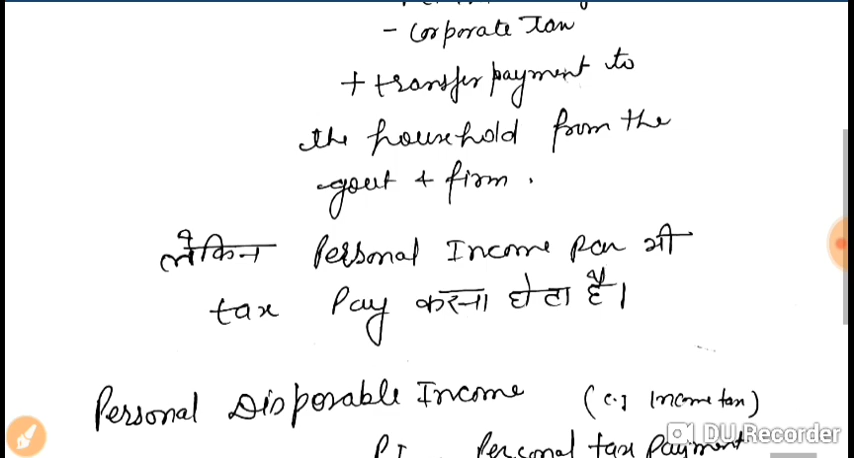 - Corporate Tax
+ transfer payment to
the household from the
govt + firm .
लेकिन Personal Income पर भी
tax Pay करना होता है।
Personal Disposable Income (e.g Income tax)
PI Personal tax Payment
DU Recorder